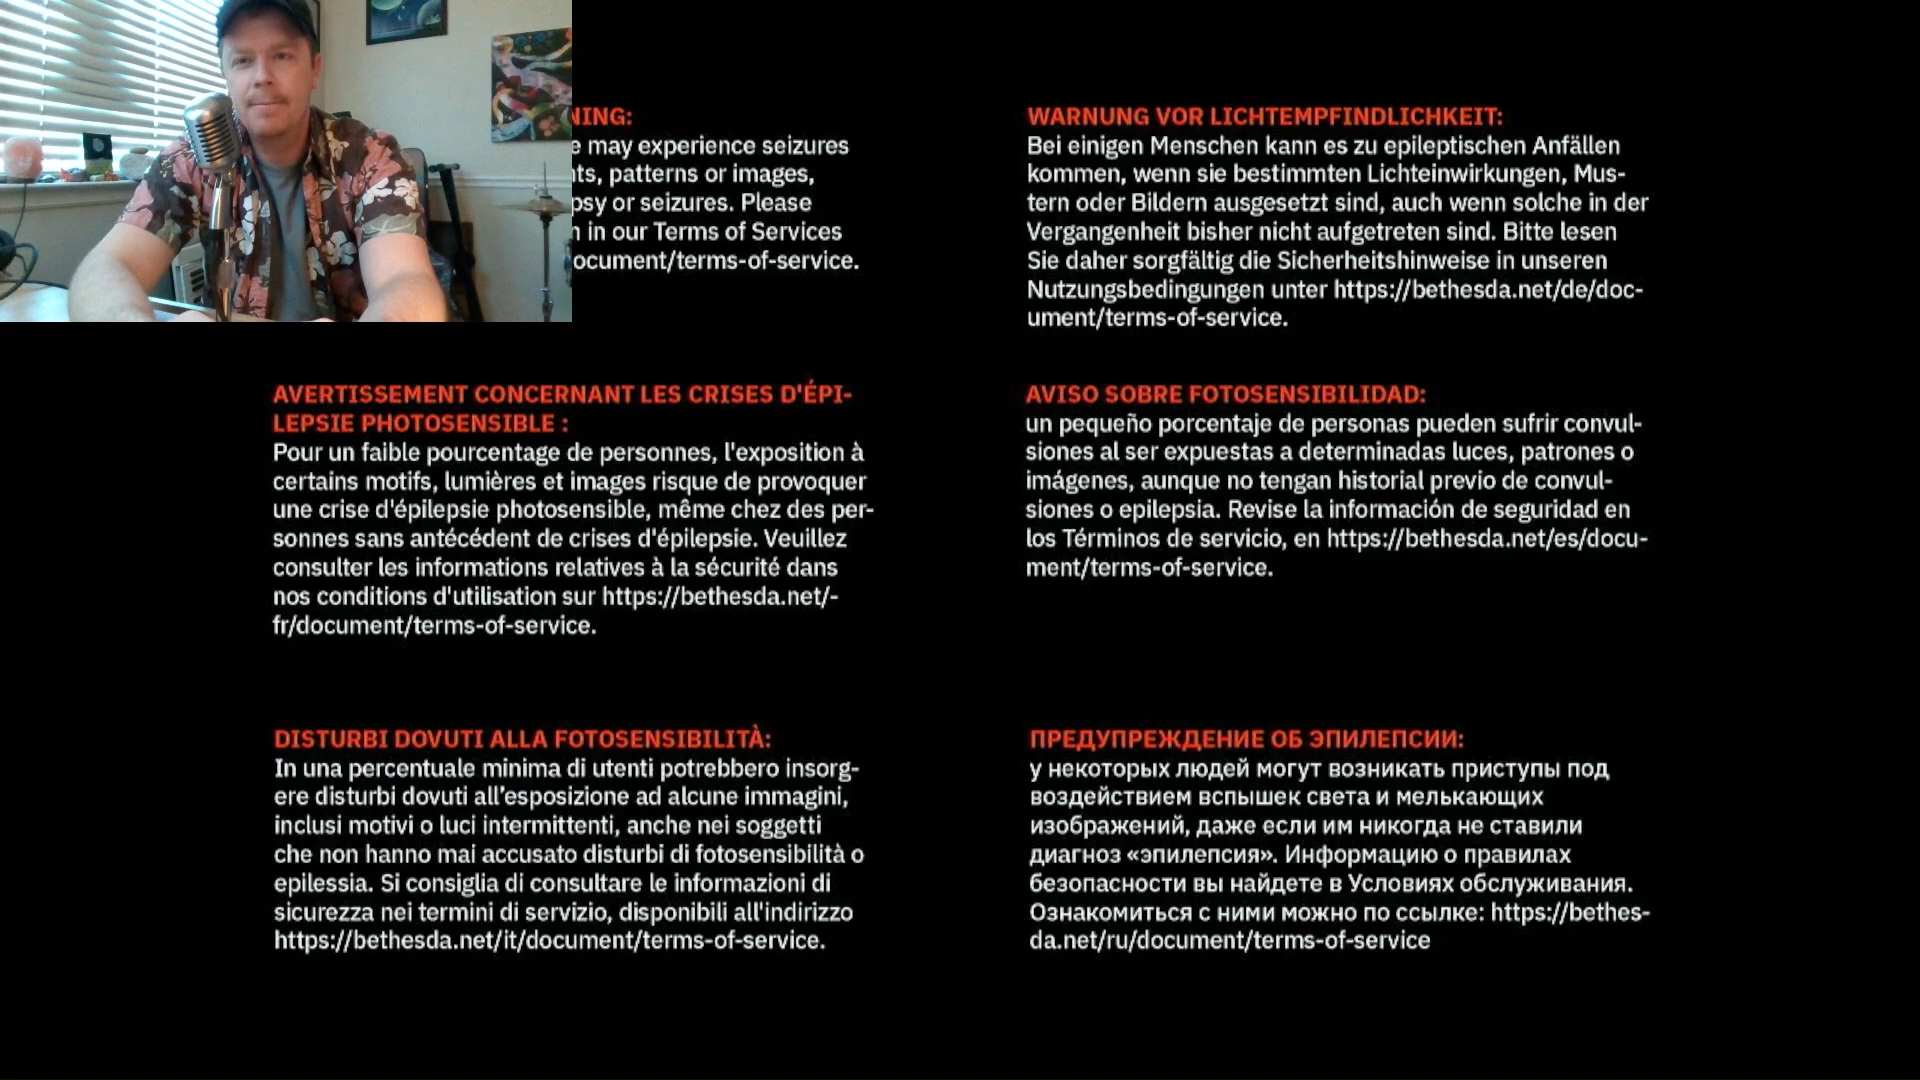 NING:
may experience seizures
patterns or images,
or seizures. Please
in our Terms of Services
ocument/terms-of-service.
WARNUNG VOR LICHTEMPFINDLICHKEIT:
Bei einigen Menschen kann es zu epileptischen Anfällen
kommen, wenn sie bestimmten Lichteinwirkungen, Mus-
tern oder Bildern ausgesetzt sind, auch wenn solche in der
Vergangenheit bisher nicht aufgetreten sind. Bitte lesen
Sie daher sorgfältig die Sicherheitshinweise in unseren
Nutzungsbedingungen unter https://bethesda.net/de/doc-
ument/terms-of-service.
AVERTISSEMENT CONCERNANT LES CRISES D'ÉPI-
LEPSIE PHOTOSENSIBLE :
Pour un faible pourcentage de personnes, l'exposition à
certains motifs, lumières et images risque de provoquer
une crise d'épilepsie photosensible, même chez des per-
sonnes sans antécédent de crises d'épilepsie. Veuillez
consulter les informations relatives à la sécurité dans
nos conditions d'utilisation sur https://bethesda.net/-
fr/document/terms-of-service.
AVISO SOBRE FOTOSENSIBILIDAD:
un pequeño porcentaje de personas pueden sufrir convul-
siones al ser expuestas a determinadas luces, patrones o
imágenes, aunque no tengan historial previo de convul-
siones o epilepsia. Revise la información de seguridad en
los Términos de servicio, en https://bethesda.net/es/docu-
ment/terms-of-service.
DISTURBI DOVUTI ALLA FOTOSENSIBILITÀ:
In una percentuale minima di utenti potrebbero insorg-
ere disturbi dovuti all'esposizione ad alcune immagini,
inclusi motivi o luci intermittenti, anche nei soggetti
che non hanno mai accusato disturbi di fotosensibilità o
epilessia. Si consiglia di consultare le informazioni di
sicurezza nei termini di servizio, disponibili all'indirizzo
https://bethesda.net/it/document/terms-of-service.
ПРЕДУПРЕЖДЕНИЕ ОБ ЭПИЛЕПСИИ:
у некоторых людей могут возникать приступы под
воздействием вспышек света и мелькающих
изображений, даже если им никогда не ставили
диагноз «эпилепсия». Информацию о правилах
безопасности вы найдете в Условиях обслуживания.
Ознакомиться с ними можно по ссылке: https://bethes-
da.net/ru/document/terms-of-service